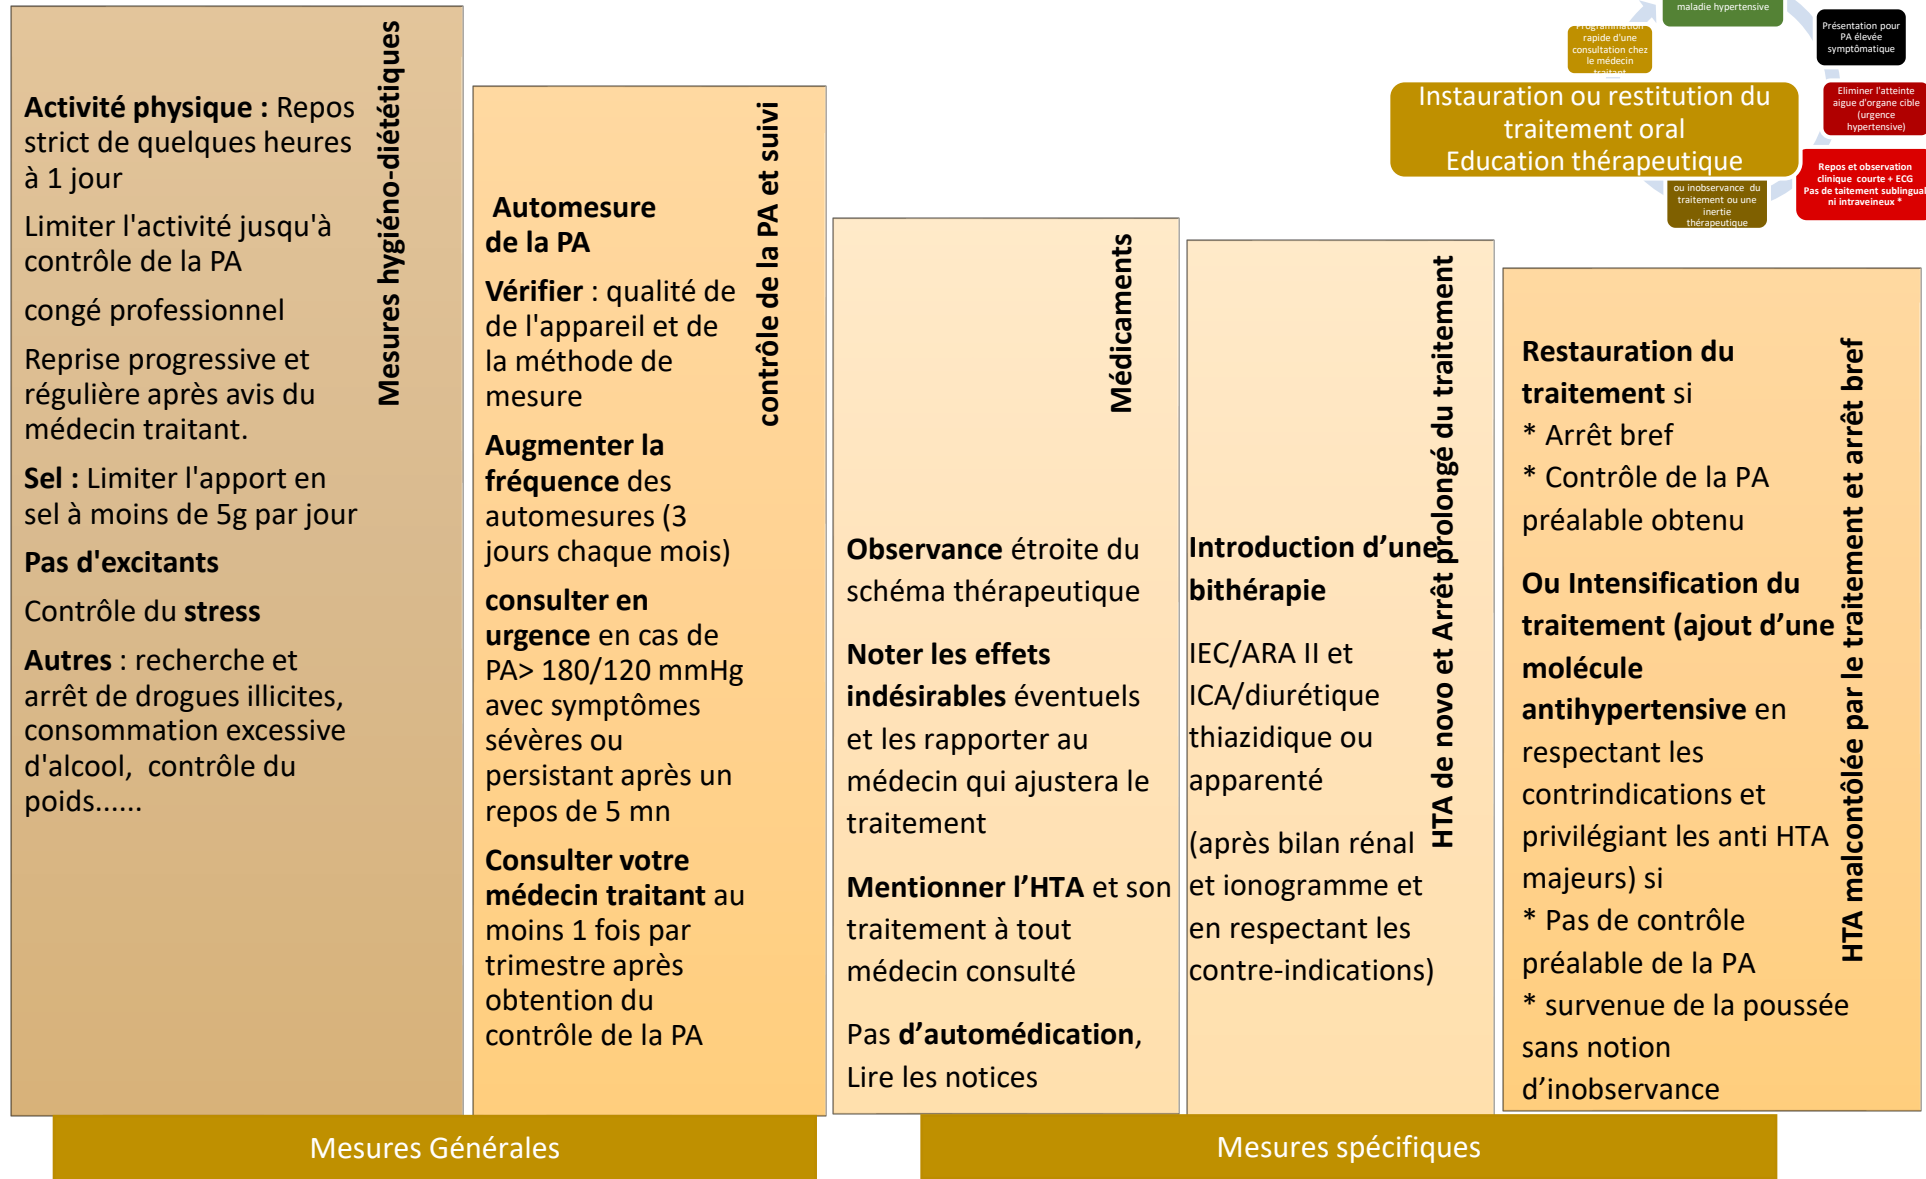 Activité physique : Repos
strict de quelques heures
à 1 jour
Limiter l'activité jusqu'à
contrôle de la PA
congé professionnel
Reprise progressive et
régulière après avis du
médecin traitant.
Sel : Limiter l'apport en
sel à moins de 5g par jour
Pas d'excitants
Contrôle du stress
Autres : recherche et
arrêt de drogues illicites,
consommation excessive
d'alcool, contrôle du
poids......
Mesures hygiéno-diététiques
Automesure
de la PA
Vérifier : qualité de
de l'appareil et de
la méthode de
mesure
Augmenter la
fréquence des
automesures (3
jours chaque mois)
consulter en
urgence en cas de
PA> 180/120 mmHg
avec symptômes
sévères ou
persistant après un
repos de 5 mn
Consulter votre
médecin traitant au
moins 1 fois par
trimestre après
obtention du
contrôle de la PA
contrôle de la PA et suivi
Observance étroite du
schéma thérapeutique
Noter les effets
indésirables éventuels
et les rapporter au
médecin qui ajustera le
traitement
Mentionner l'HTA et son
traitement à tout
médecin consulté
Pas d'automédication,
Lire les notices
Médicaments
Introduction d'une
bithérapie
IEC/ARA II et
ICA/diurétique
thiazidique ou
apparenté
(après bilan rénal
et ionogramme et
en respectant les
contre-indications)
HTA de novo et Arrêt prolongé du traitement
Restauration du
traitement si
* Arrêt bref
* Contrôle de la PA
préalable obtenu
Ou Intensification du
traitement (ajout d'une
molécule
antihypertensive en
respectant les
contrindications et
privilégiant les anti HTA
majeurs) si
* Pas de contrôle
préalable de la PA
* survenue de la poussée
sans notion
d'inobservance
HTA malcontôlée par le traitement et arrêt bref
Mesures Générales
Mesures spécifiques
maladie hypertensive
Présentation pour
PA élevée
symptômatique
Eliminer l'atteinte
aigue d'organe cible
(urgence
hypertensive)
Repos et observation
clinique courte + ECG
Pas de taitement sublingual
ni intraveineux *
ou inobservance du
traitement ou une
inertie
thérapeutique
Instauration ou restitution du
traitement oral
Education thérapeutique
Programmation
rapide d'une
consultation chez
le médecin
traitant